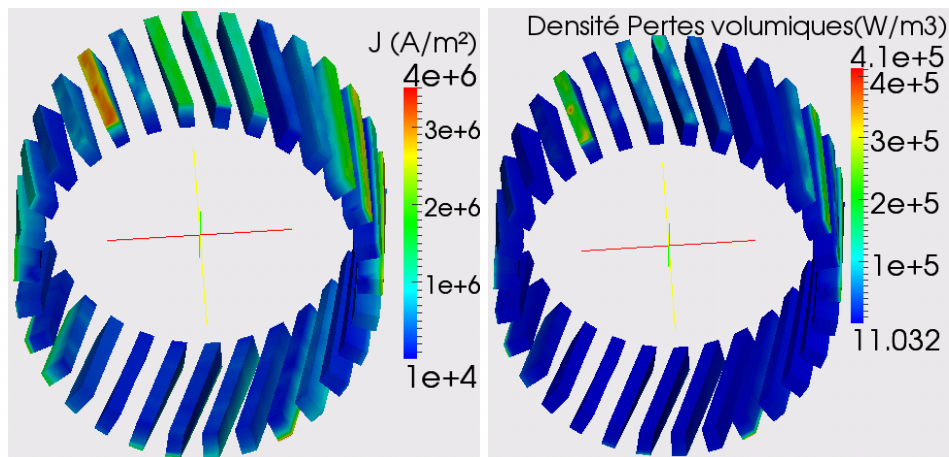 J (A/m²)
4e+6
3e+6
2e+6
1e+6
1e+4
Densité Pertes volumiques(W/m3)
4.1e+5
4e+5
3e+5
2e+5
1e+5
11.032